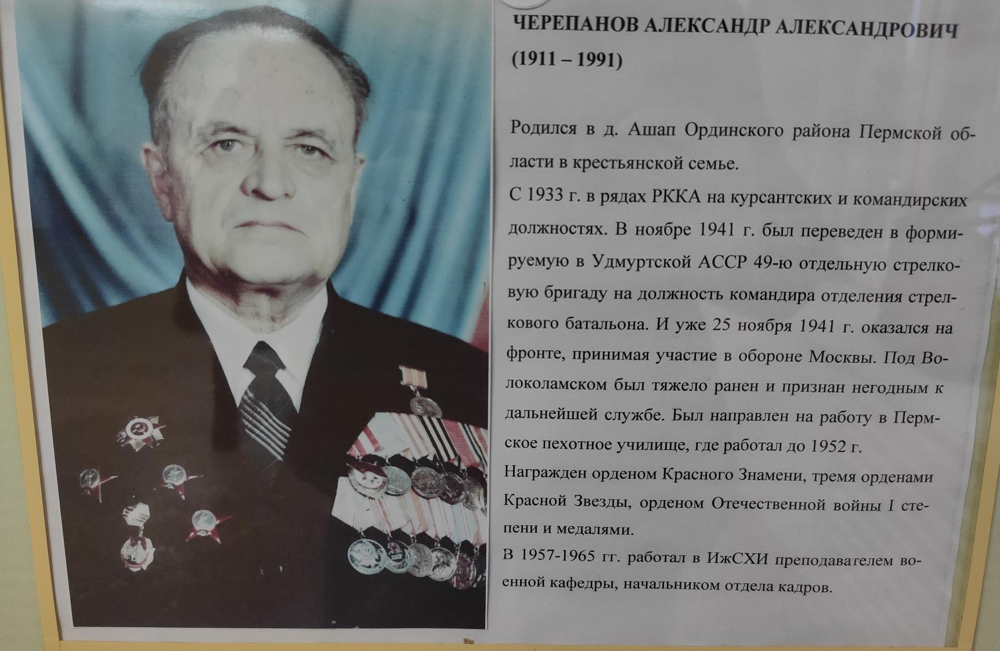 ЧЕРЕПАНОВ АЛЕКСАНДР АЛЕКСАНДРОВИЧ
(1911 – 1991)
Родился в д. Ашап Ординского района Пермской об-
ласти в крестьянской семье.
С 1933 г. в рядах РККА на курсантских и командирских
должностях. В ноябре 1941 г. был переведен в форми-
руемую в Удмуртской АССР 49-ю отдельную стрелко-
вую бригаду на должность командира отделения стрел-
кового батальона. И уже 25 ноября 1941 г. оказался на
фронте, принимая участие в обороне Москвы. Под Во-
локоламском был тяжело ранен и признан негодным к
дальнейшей службе. Был направлен на работу в Перм-
ское пехотное училище, где работал до 1952 г.
Награжден орденом Красного Знамени, тремя орденами
Красной Звезды, орденом Отечественной войны I сте-
пени и медалями.
В 1957-1965 гг. работал в ИжСХИ преподавателем во-
енной кафедры, начальником отдела кадров.